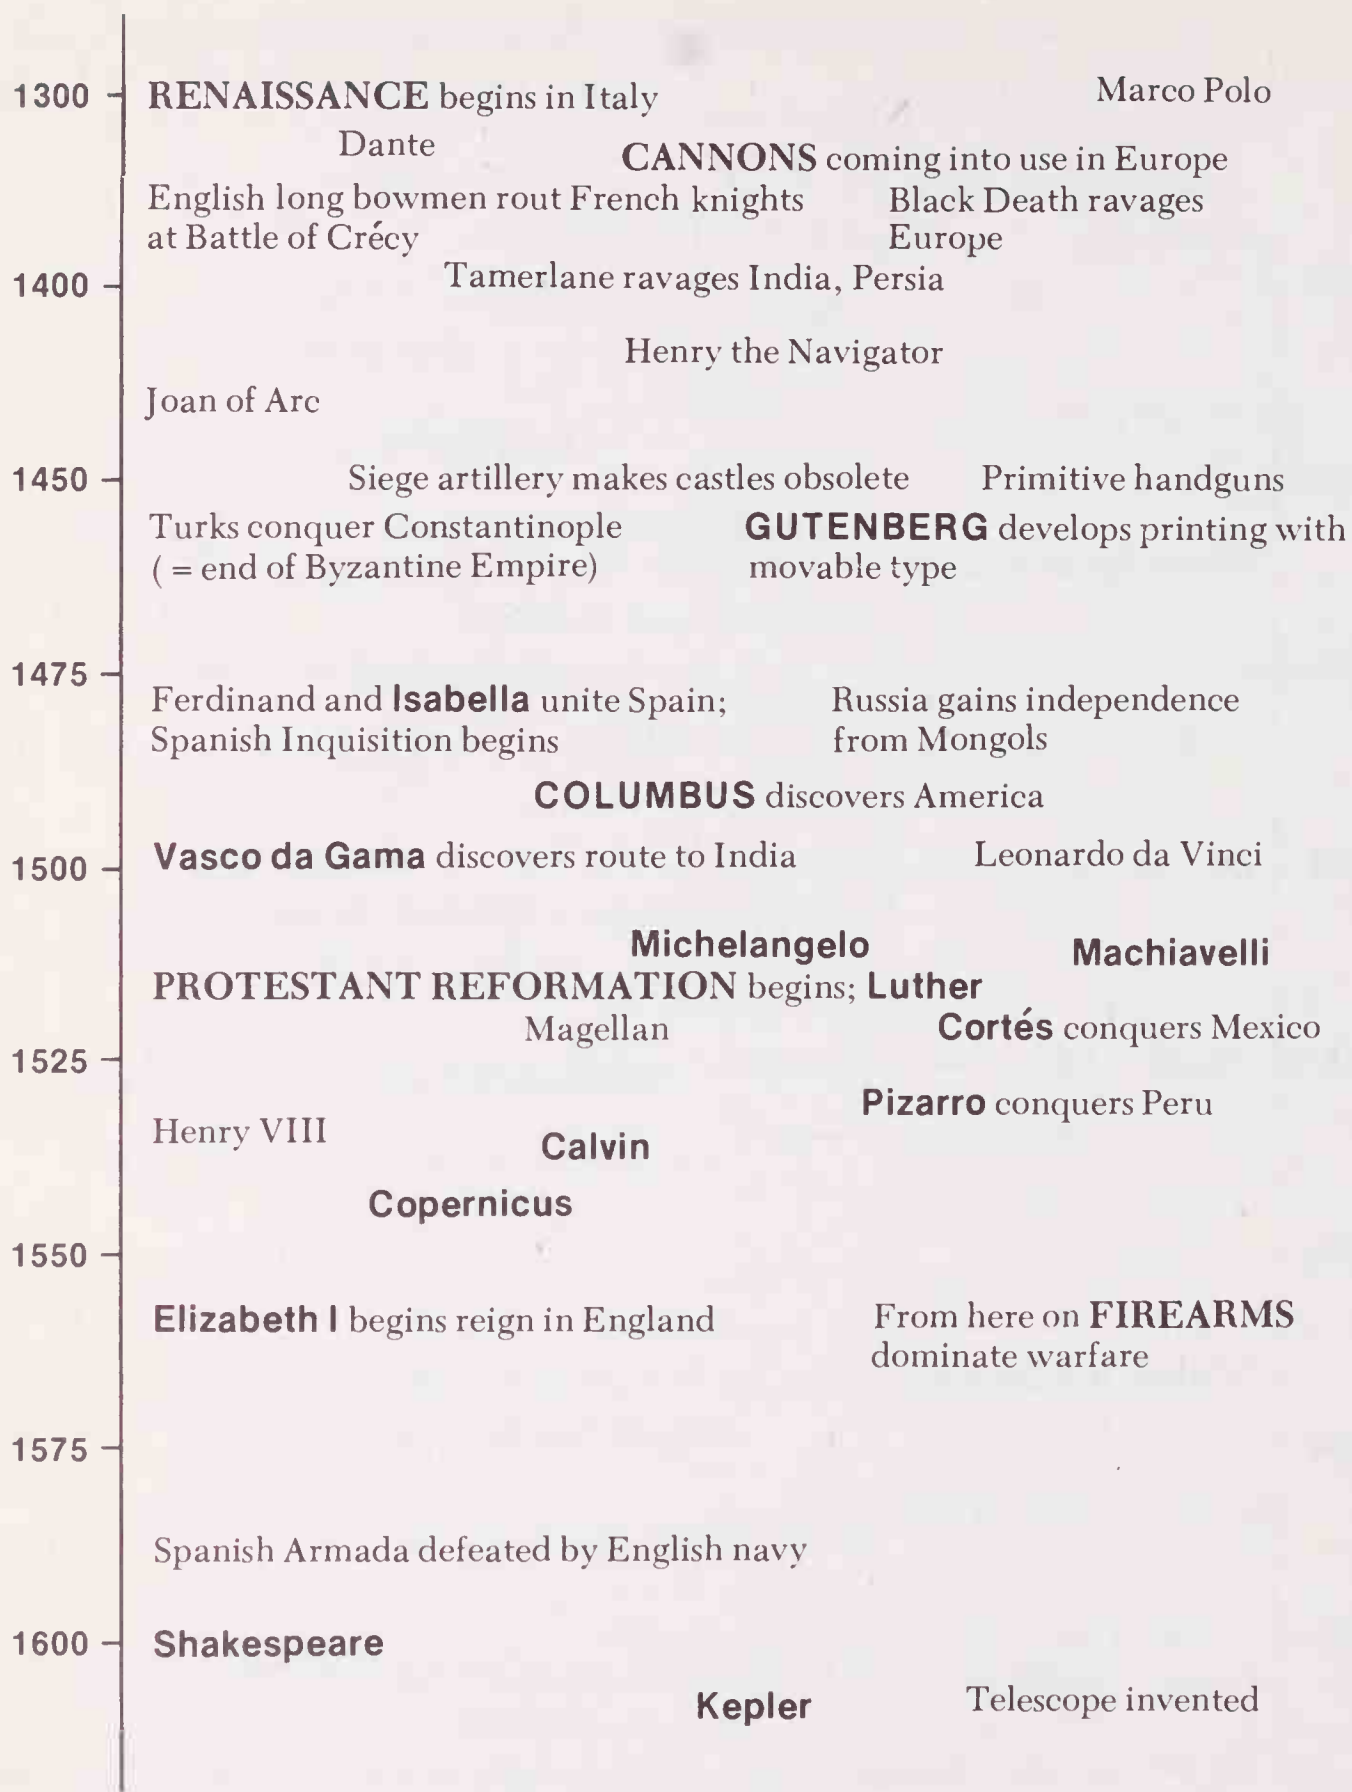 1300 RENAISSANCE begins in Italy Marco Polo
Dante CANNONS coming into use in Europe
English long bowmen rout French knights Black Death ravages
at Battle of Crécy Europe
1400 Tamerlane ravages India, Persia
Henry the Navigator
Joan of Arc
1450 Siege artillery makes castles obsolete Primitive handguns
Turks conquer Constantinople GUTENBERG develops printing with
( = end of Byzantine Empire) movable type
1475
Ferdinand and Isabella unite Spain; Russia gains independence
Spanish Inquisition begins from Mongols
COLUMBUS discovers America
1500 Vasco da Gama discovers route to India Leonardo da Vinci
Michelangelo Machiavelli
PROTESTANT REFORMATION begins; Luther
Magellan Cortés conquers Mexico
1525
Pizarro conquers Peru
Henry VIII Calvin
Copernicus
1550
Elizabeth I begins reign in England From here on FIREARMS
dominate warfare
1575
Spanish Armada defeated by English navy
1600 Shakespeare
Kepler Telescope invented